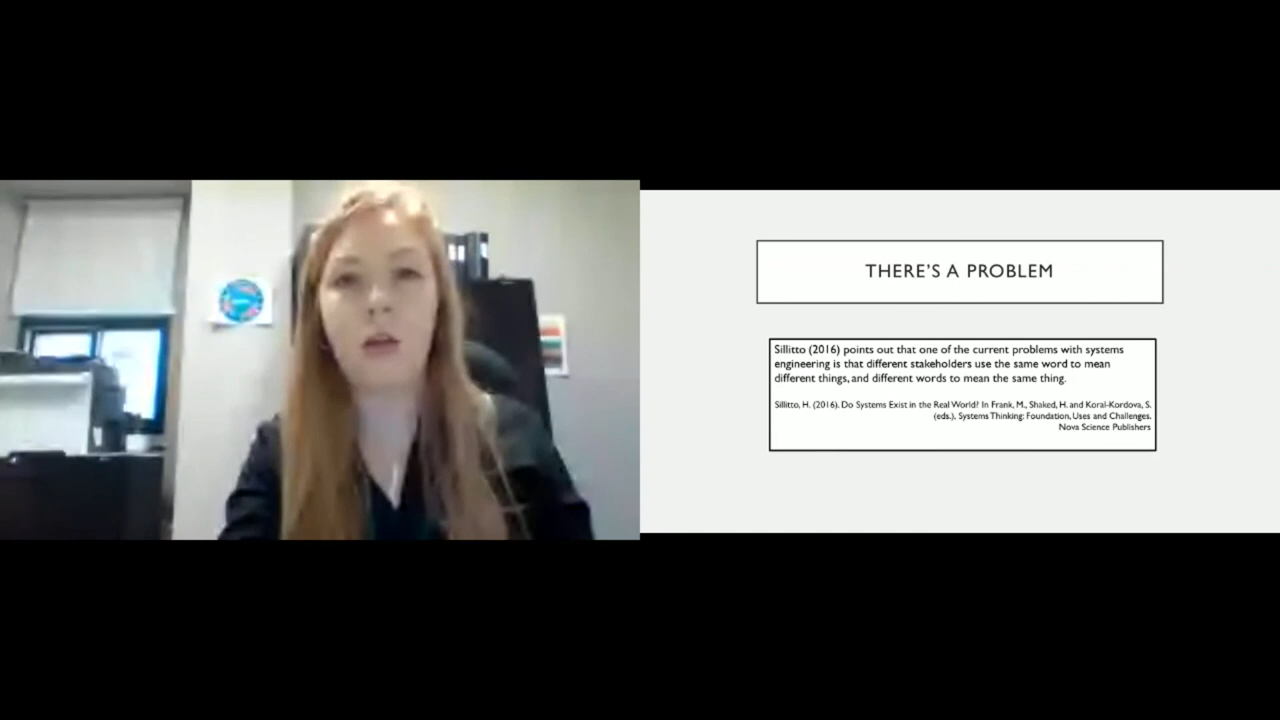 THERE'S A PROBLEM
Sillitto (2016) points out that one of the current problems with systems
engineering is that different stakeholders use the same word to mean
different things, and different words to mean the same thing.
Sillitto, H. (2016). Do Systems Exist in the Real World? In Frank, M., Shaked, H. and Koral-Kordova, S.
(eds.), Systems Thinking: Foundation, Uses and Challenges.
Nova Science Publishers